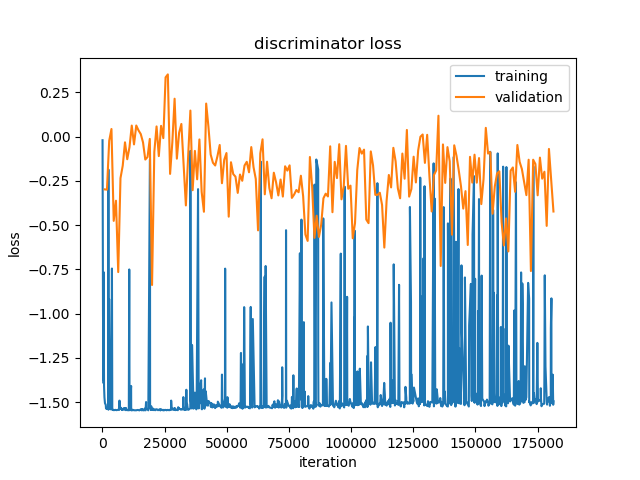 discriminator loss
training
validation
loss
0.25
0.00
−0.25
−0.50
−0.75
−1.00
−1.25
−1.50
0 25000 50000 75000 100000 125000 150000 175000
iteration